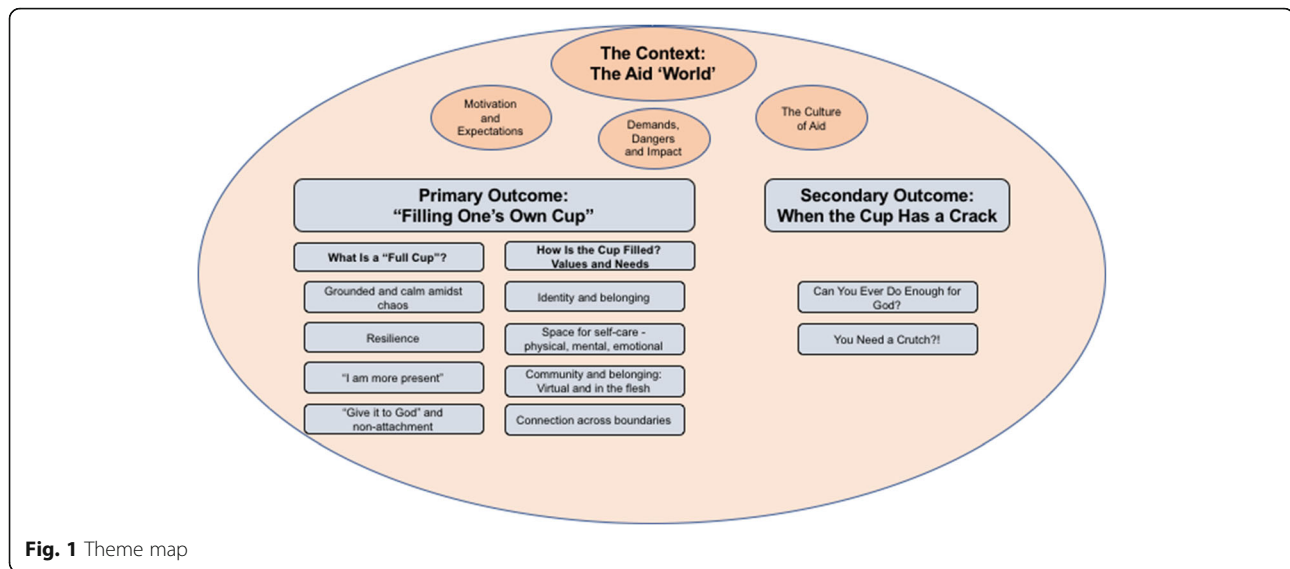 The Context:
The Aid 'World'
Motivation
and
Expectations
Demands,
Dangers
and Impact
The Culture
of Aid
Primary Outcome:
"Filling One's Own Cup"
What Is a "Full Cup"?
Grounded and calm amidst
chaos
Resilience
"I am more present"
"Give it to God" and
non-attachment
How Is the Cup Filled?
Values and Needs
Identity and belonging
Space for self-care -
physical, mental, emotional
Community and belonging:
Virtual and in the flesh
Connection across boundaries
Secondary Outcome:
When the Cup Has a Crack
Can You Ever Do Enough for
God?
You Need a Crutch?!
Fig. 1 Theme map